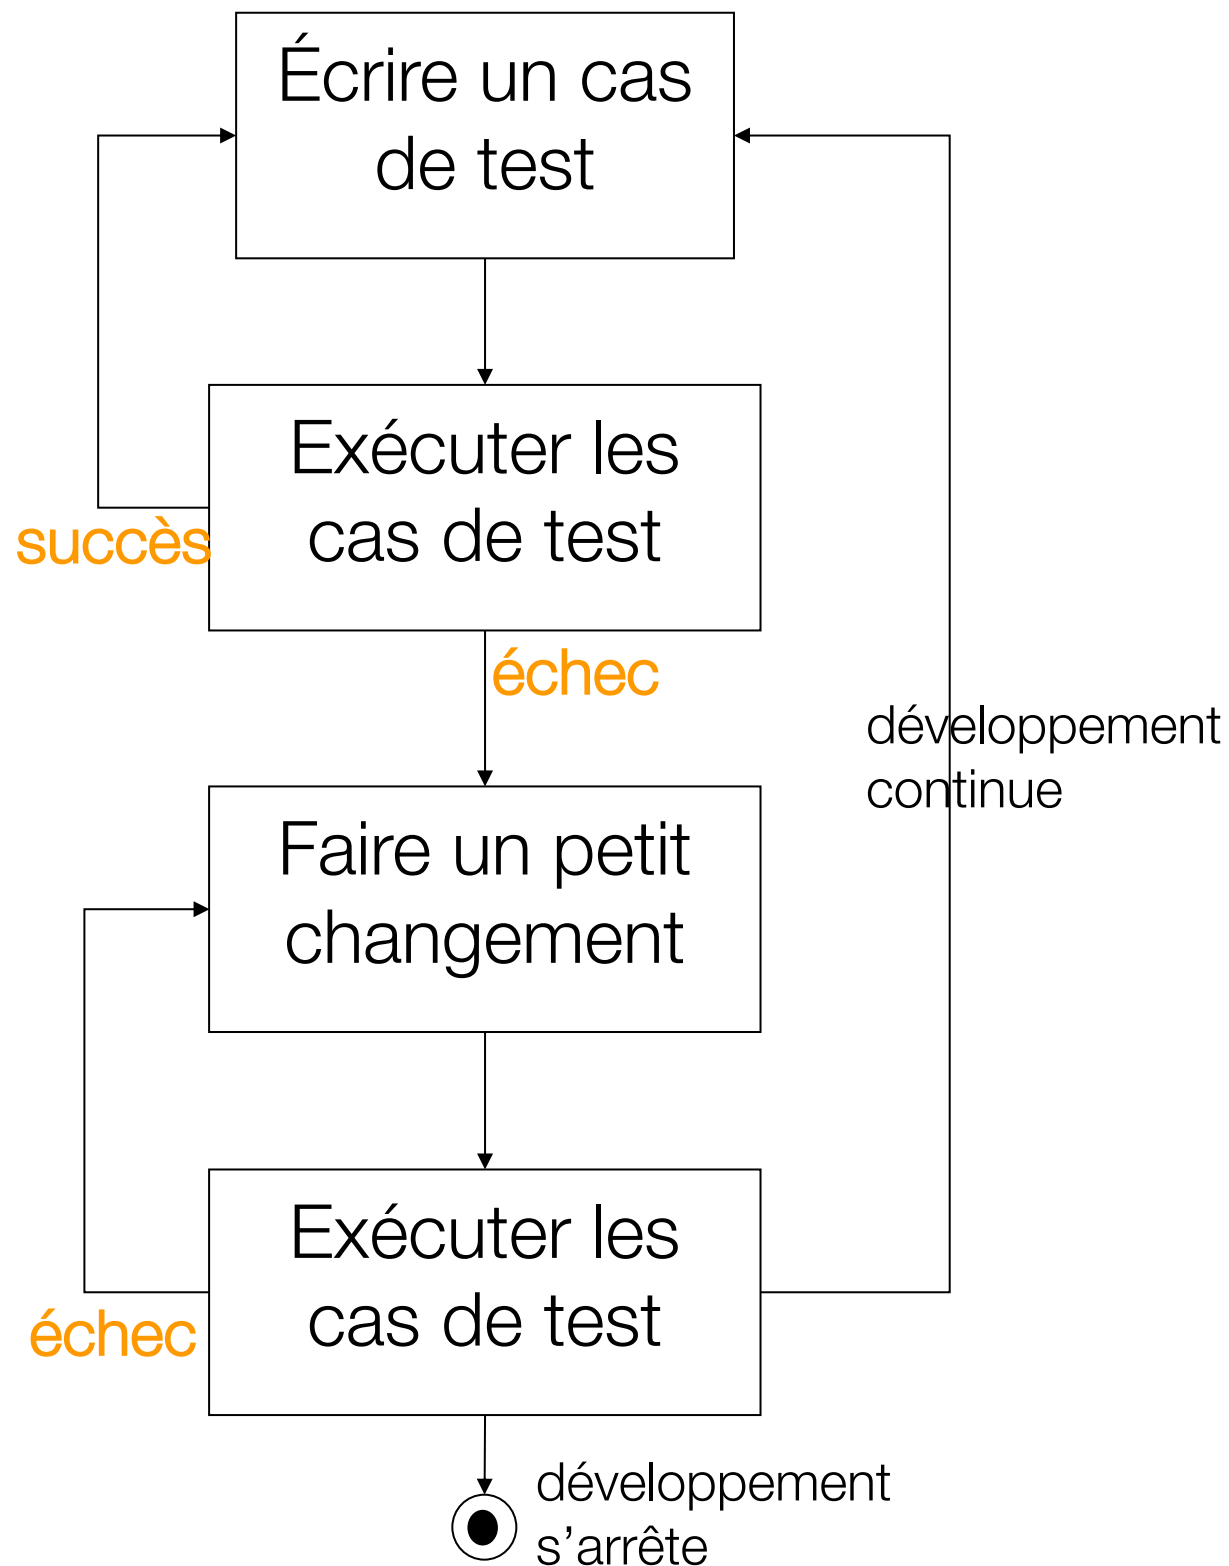 Écrire un cas
de test
Exécuter les
cas de test
succès
échec
développement
continue
Faire un petit
changement
Exécuter les
cas de test
échec
développement
s’arrête